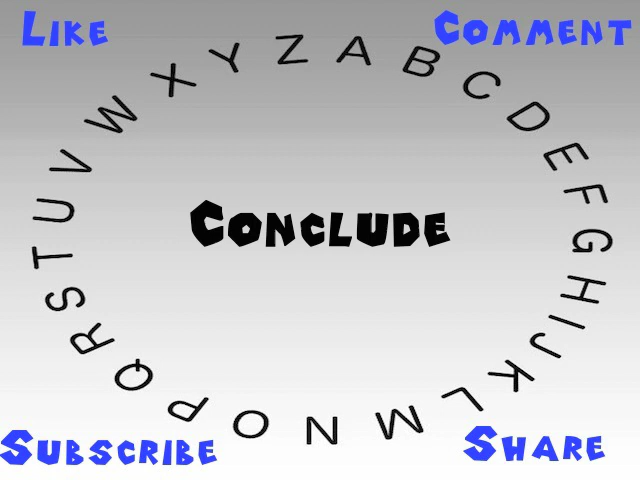 Like
Comment
A B C D E F G H I J K L M N O P Q R S T U V W X Y Z
Conclude
Subscribe
Share